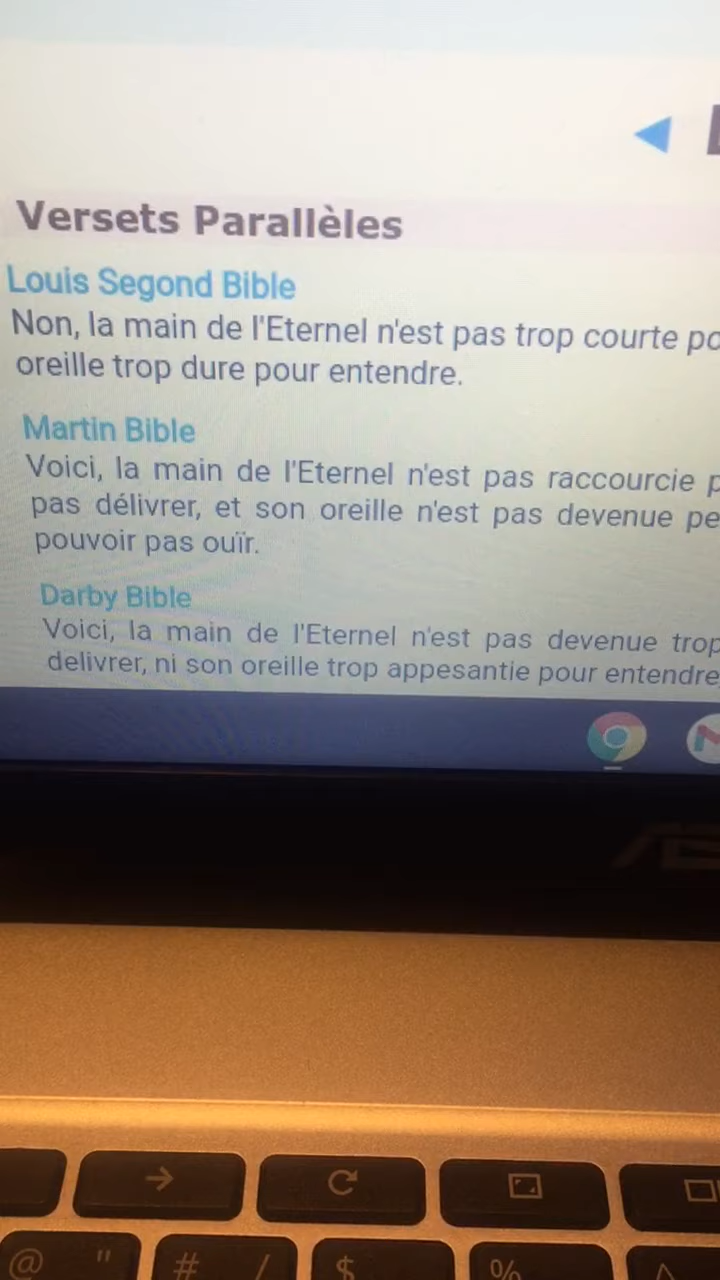 Versets Parallèles
Louis Segond Bible
Non, la main de l'Eternel n'est pas trop courte
oreille trop dure pour entendre.
Martin Bible
Voici, la main de l'Eternel n'est pas raccourcie
pas délivrer, et son oreille n'est pas devenue
pouvoir pas ouïr.
Darby Bible
Voici, la main de l'Eternel n'est pas devenue trop
delivrer, ni son oreille trop appesantie pour entendre
@ "
# /
$
%